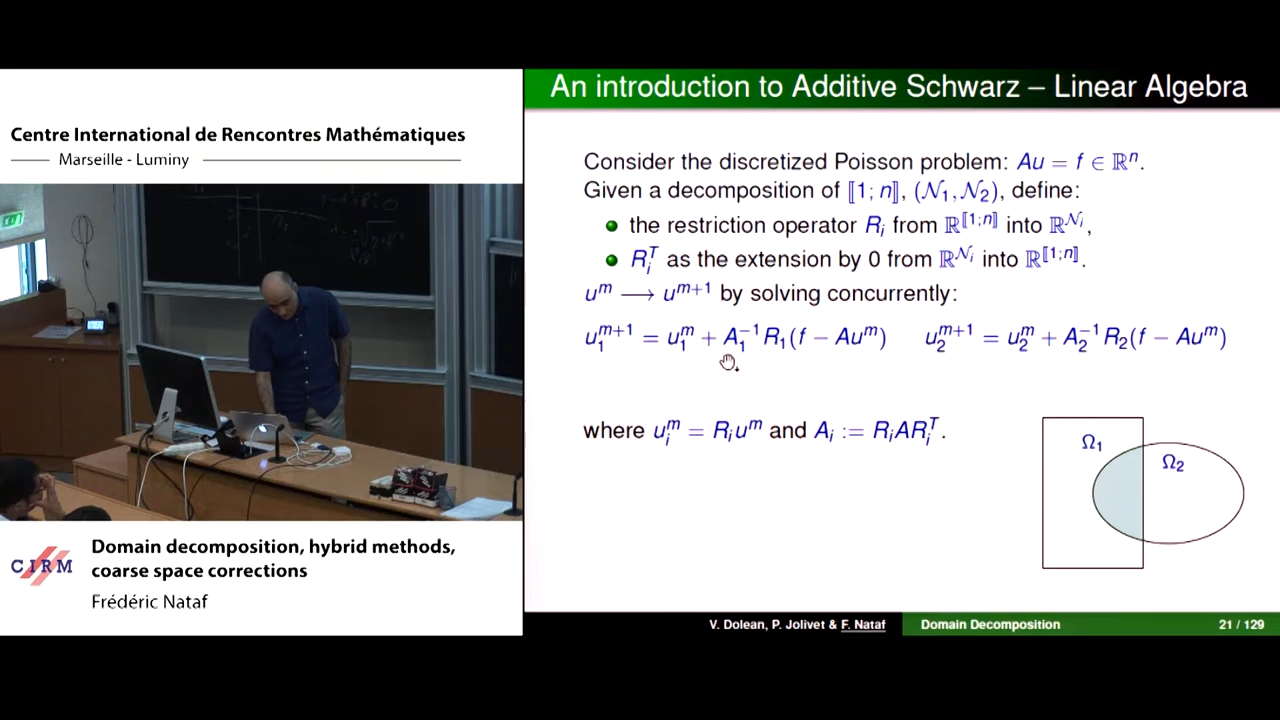 Centre International de Rencontres Mathématiques
Marseille - Luminy
CIRM
Domain decomposition, hybrid methods,
coarse space corrections
Frédéric Nataf
An introduction to Additive Schwarz – Linear Algebra
Consider the discretized Poisson problem: Au = f ∈ ℝⁿ.
Given a decomposition of ⟦1; n⟧, (𝒩₁, 𝒩₂), define:
the restriction operator Rᵢ from ℝ^⟦1;n⟧ into ℝ^𝒩ᵢ,
Rᵢᵀ as the extension by 0 from ℝ^𝒩ᵢ into ℝ^⟦1;n⟧.
uᵐ ⟶ uᵐ⁺¹ by solving concurrently:
u₁ᵐ⁺¹ = u₁ᵐ + A₁⁻¹R₁(f − Auᵐ) u₂ᵐ⁺¹ = u₂ᵐ + A₂⁻¹R₂(f − Auᵐ)
where uᵢᵐ = Rᵢuᵐ and Aᵢ := RᵢARᵢᵀ.
Ω₁
Ω₂
V. Dolean, P. Jolivet & F. Nataf Domain Decomposition 21 / 129